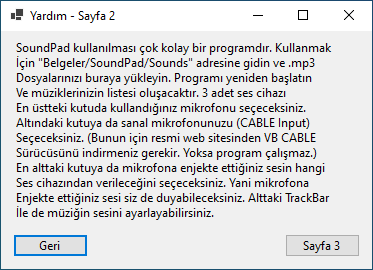 Yardım - Sayfa 2
SoundPad kullanılması çok kolay bir programdır. Kullanmak
İçin "Belgeler/SoundPad/Sounds" adresine gidin ve .mp3
Dosyalarınızı buraya yükleyin. Programı yeniden başlatın
Ve müziklerinizin listesi oluşacaktır. 3 adet ses cihazı
En üstteki kutuda kullandığınız mikrofonu seçeceksiniz.
Altındaki kutuya da sanal mikrofonunuzu (CABLE Input)
Seçeceksiniz. (Bunun için resmi web sitesinden VB CABLE
Sürücüsünü indirmeniz gerekir. Yoksa program çalışmaz.)
En alttaki kutuya da mikrofona enjekte ettiğiniz sesin hangi
Ses cihazından verileceğini seçeceksiniz. Yani mikrofona
Enjekte ettiğiniz sesi siz de duyabileceksiniz. Alttaki TrackBar
İle de müziğin sesini ayarlayabilirsiniz.
Geri
Sayfa 3